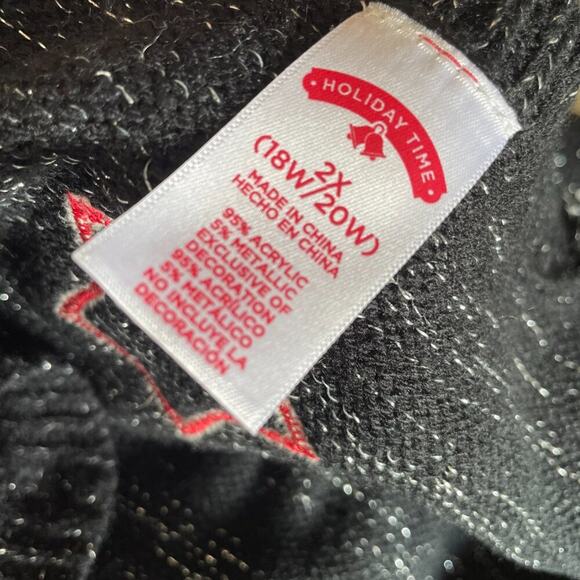 HOLIDAY TIME
2X
(18W/20W)
MADE IN CHINA
HECHO EN CHINA
95% ACRYLIC
5% METALLIC
EXCLUSIVE OF
DECORATION
95% ACRÍLICO
5% METÁLICO
NO INCLUYE LA
DECORACIÓN